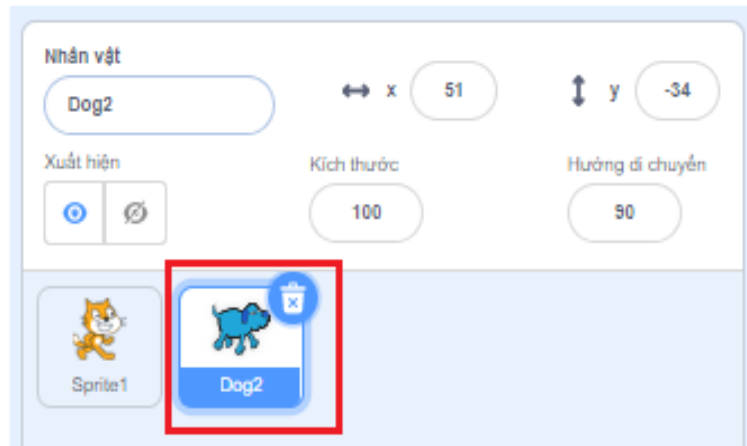 Nhân vật
Dog2
x 51
y -34
Xuất hiện
Kích thước
Hướng di chuyển
100
90
Sprite1
Dog2